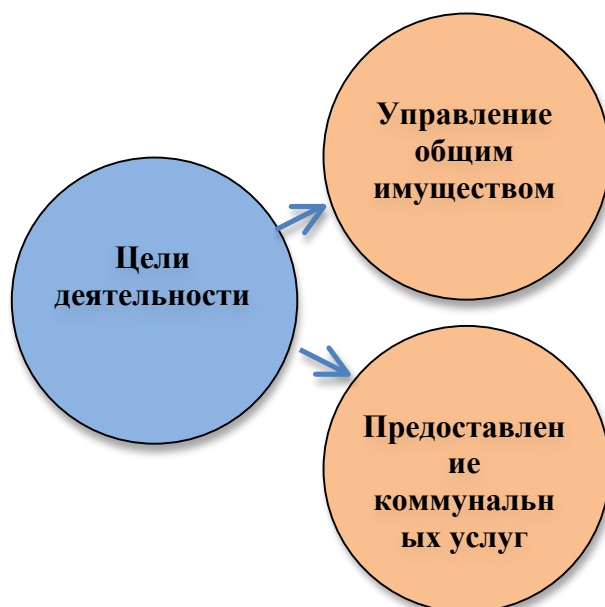 Цели
деятельности
Управление
общим
имуществом
Предоставлен
ие
коммунальн
ых услуг